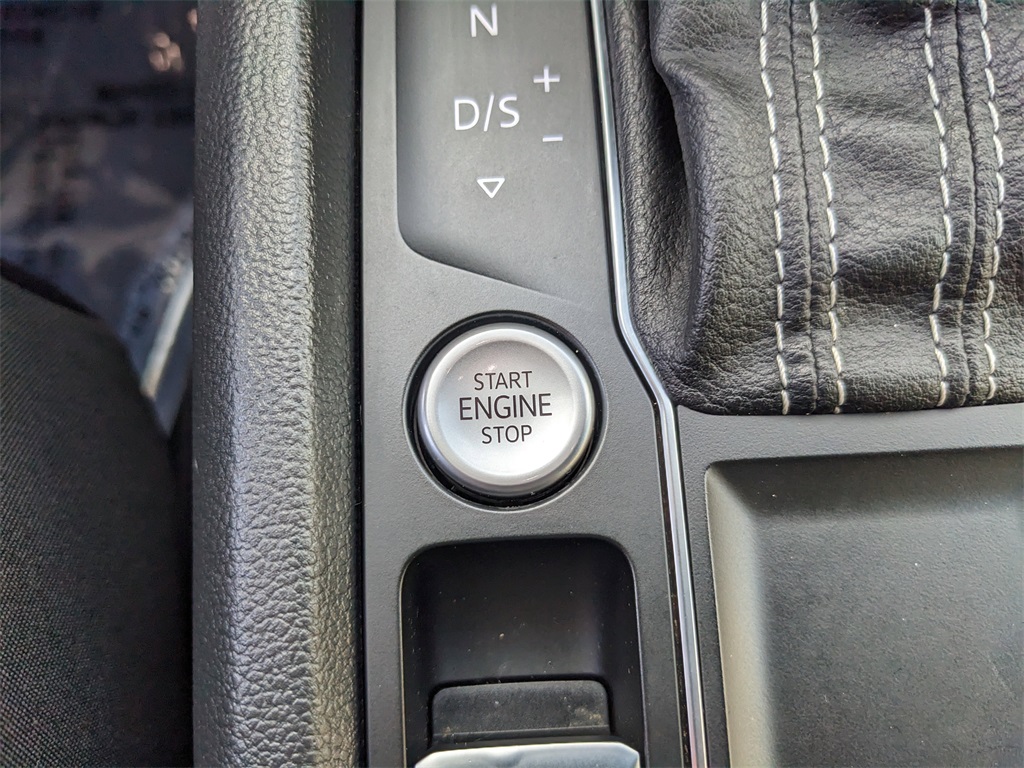 N
+
D/S
-
START
ENGINE
STOP